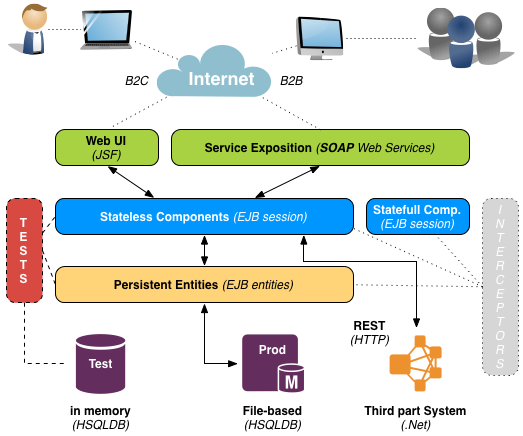 B2C
Internet
B2B
Web UI
(JSF)
Service Exposition (SOAP Web Services)
TESTS
Stateless Components (EJB session)
Statefull Comp.
(EJB session)
INTERCEPTORS
Persistent Entities (EJB entities)
REST
(HTTP)
Test
Prod
M
in memory
(HSQLDB)
File-based
(HSQLDB)
Third part System
(.Net)